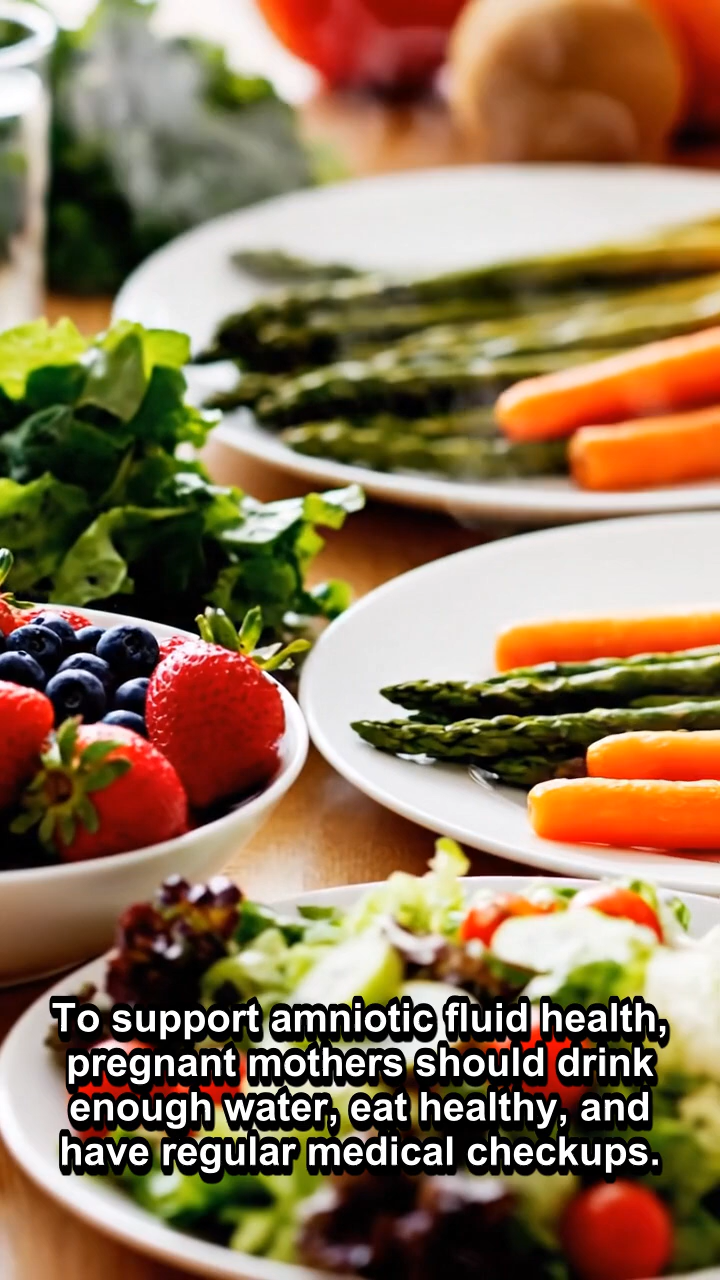 To support amniotic fluid health,
pregnant mothers should drink
enough water, eat healthy, and
have regular medical checkups.